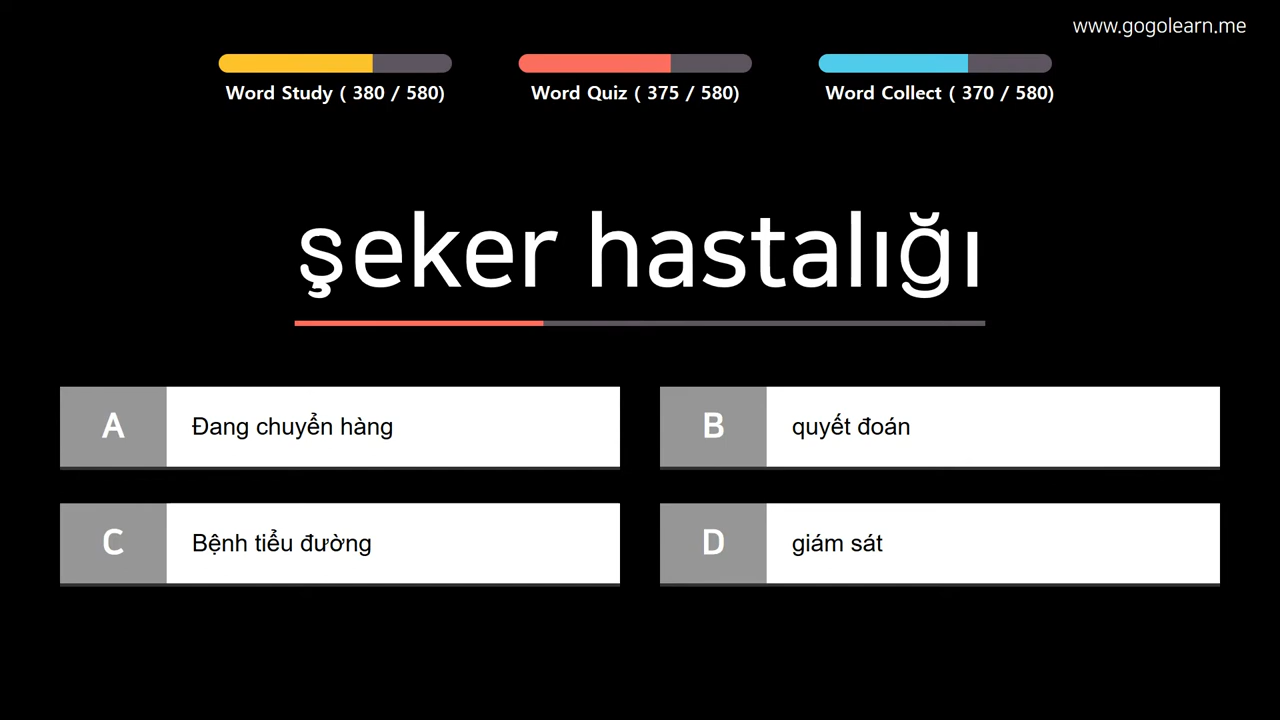 www.gogolearn.me
Word Study ( 380 / 580)
Word Quiz ( 375 / 580)
Word Collect ( 370 / 580)
şeker hastalığı
A Đang chuyển hàng
B quyết đoán
C Bệnh tiểu đường
D giám sát